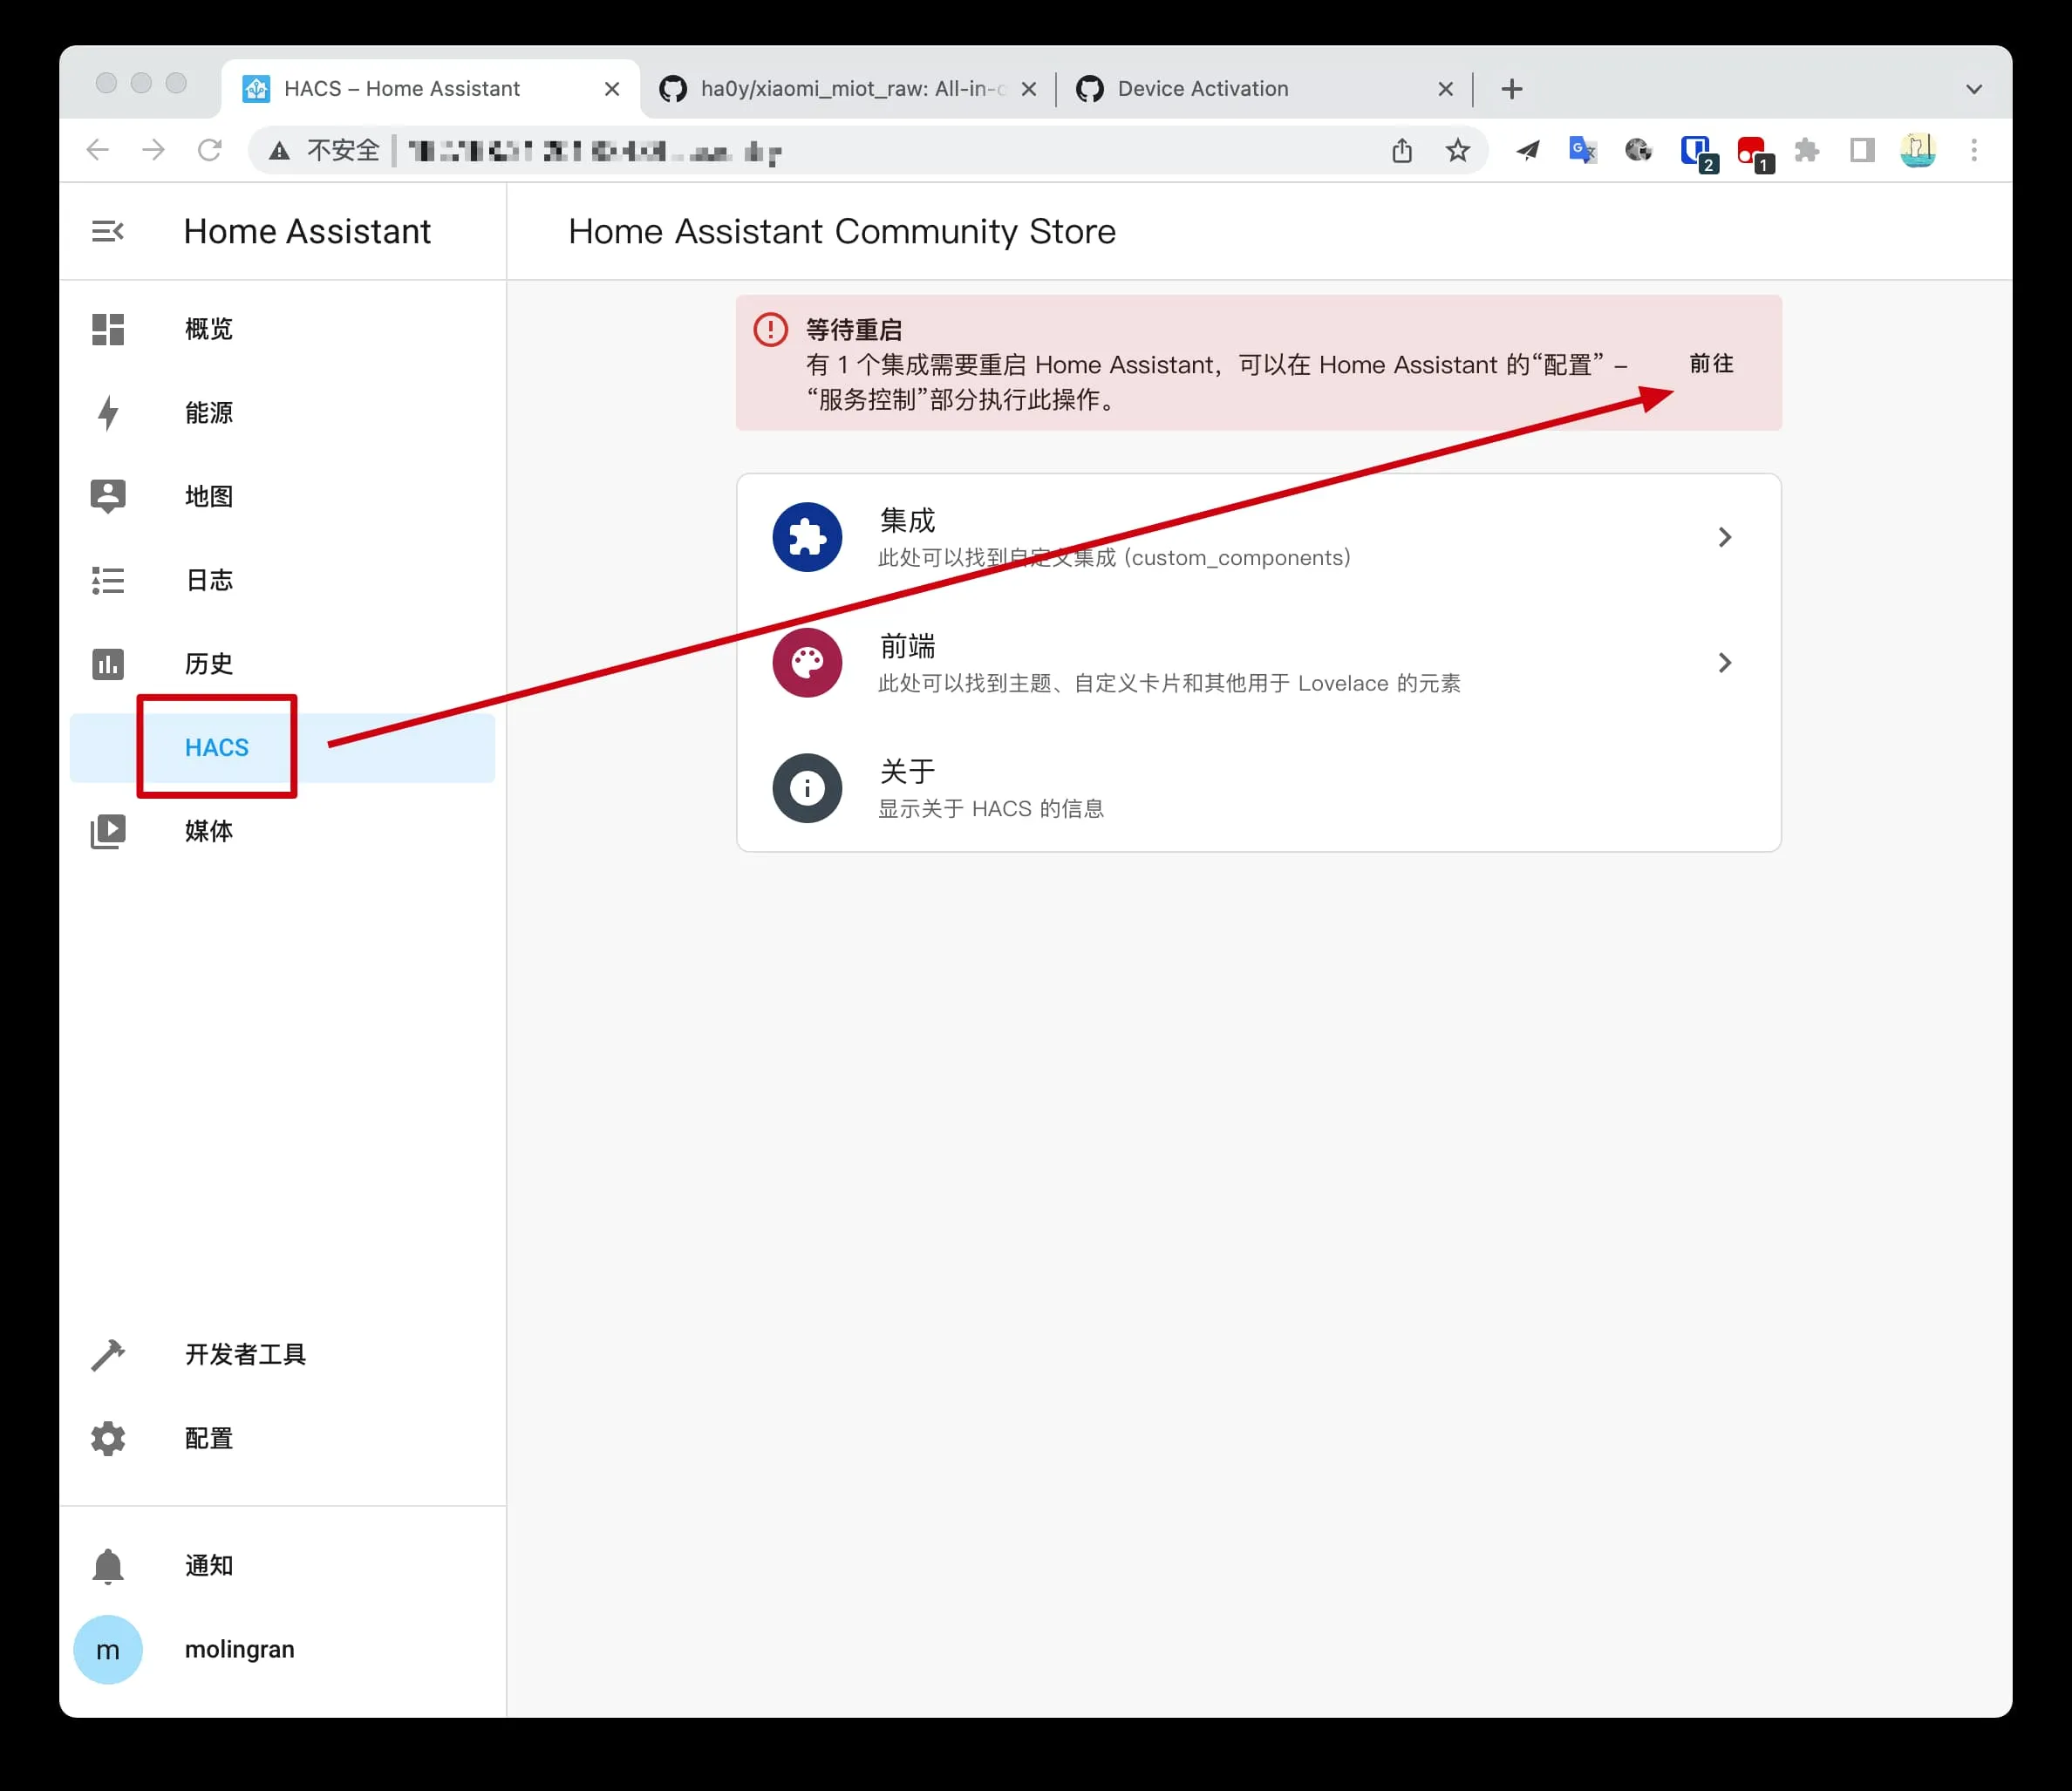 HACS – Home Assistant
ha0y/xiaomi_miot_raw: All-in-
Device Activation
不安全
2
1
Home Assistant
Home Assistant Community Store
概览
能源
地图
日志
历史
HACS
媒体
开发者工具
配置
通知
m
molingran
等待重启
有 1 个集成需要重启 Home Assistant，可以在 Home Assistant 的“配置” –
“服务控制”部分执行此操作。
前往
集成
此处可以找到自定义集成 (custom_components)
前端
此处可以找到主题、自定义卡片和其他用于 Lovelace 的元素
关于
显示关于 HACS 的信息